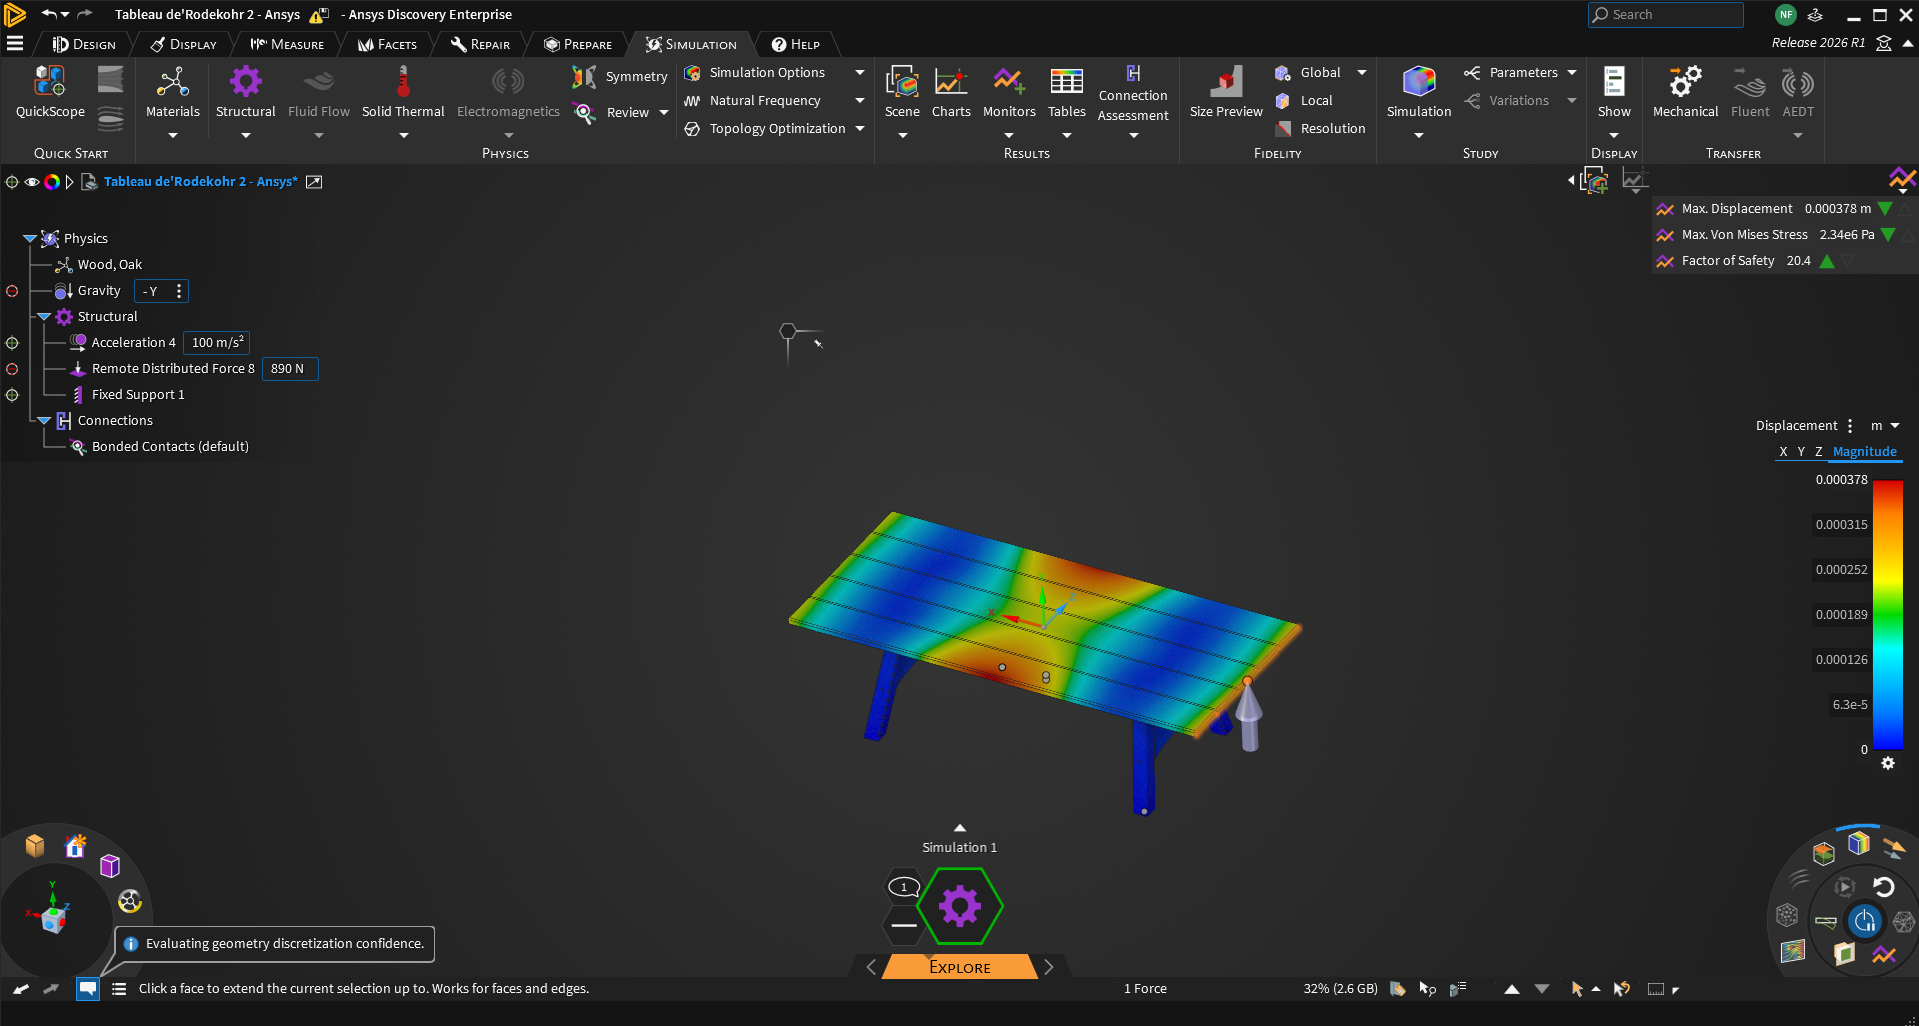 Tableau de'Rodekohr 2 - Ansys - Ansys Discovery Enterprise
Search
NF
Design Display Measure Facets Repair Prepare Simulation Help
Release 2026 R1
QuickScope
Quick Start
Materials
Structural
Fluid Flow
Solid Thermal
Electromagnetics
Symmetry
Review
Simulation Options
Natural Frequency
Topology Optimization
Physics
Scene
Charts
Monitors
Tables
Connection
Assessment
Results
Size Preview
Global
Local
Resolution
Fidelity
Simulation
Parameters
Variations
Study
Show
Display
Mechanical
Fluent
AEDT
Transfer
Tableau de'Rodekohr 2 - Ansys*
Physics
Wood, Oak
Gravity -Y
Structural
Acceleration 4 100 m/s²
Remote Distributed Force 8 890 N
Fixed Support 1
Connections
Bonded Contacts (default)
Max. Displacement 0.000378 m
Max. Von Mises Stress 2.34e6 Pa
Factor of Safety 20.4
Displacement m
X Y Z Magnitude
0.000378
0.000315
0.000252
0.000189
0.000126
6.3e-5
0
X
Z
Simulation 1
1
Explore
Y
X
Z
Evaluating geometry discretization confidence.
Click a face to extend the current selection up to. Works for faces and edges.
1 Force
32% (2.6 GB)